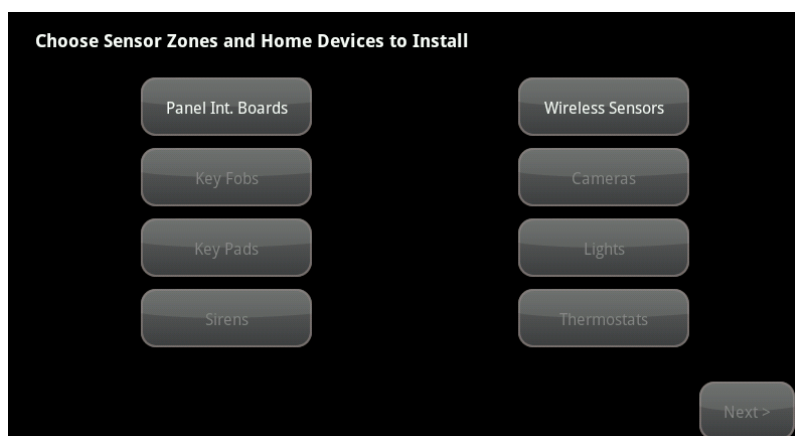 Choose Sensor Zones and Home Devices to Install
Panel Int. Boards
Wireless Sensors
Key Fobs
Cameras
Key Pads
Lights
Sirens
Thermostats
Next >